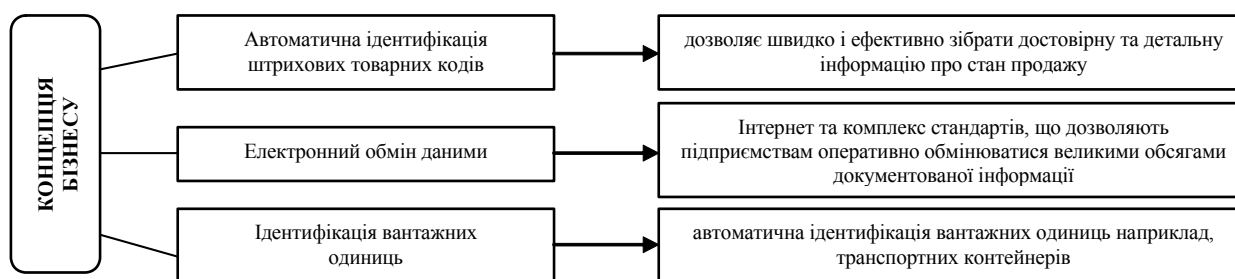 КОНЦЕПЦІЯ
БІЗНЕСУ
Автоматична ідентифікація
штрихових товарних кодів
дозволяє швидко і ефективно зібрати достовірну та детальну
інформацію про стан продажу
Електронний обмін даними
Інтернет та комплекс стандартів, що дозволяють
підприємствам оперативно обмінюватися великими обсягами
документованої інформації
Ідентифікація вантажних
одиниць
автоматична ідентифікація вантажних одиниць наприклад,
транспортних контейнерів